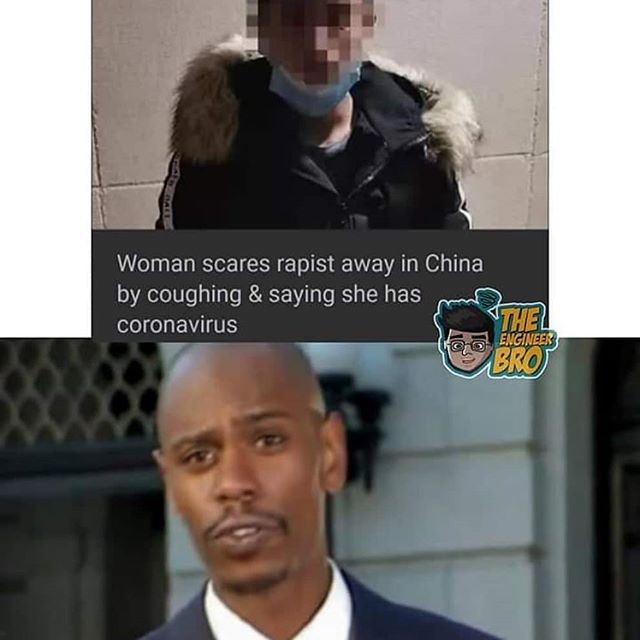 Woman scares rapist away in China
by coughing & saying she has
coronavirus
THE
ENGINEER
BRO